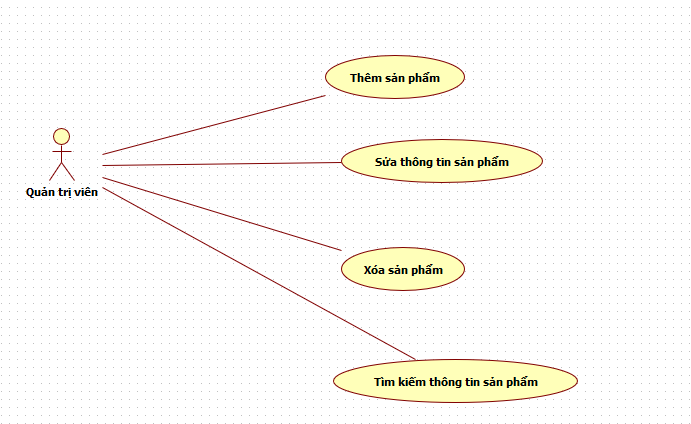 Thêm sản phẩm
Sửa thông tin sản phẩm
Quản trị viên
Xóa sản phẩm
Tìm kiếm thông tin sản phẩm